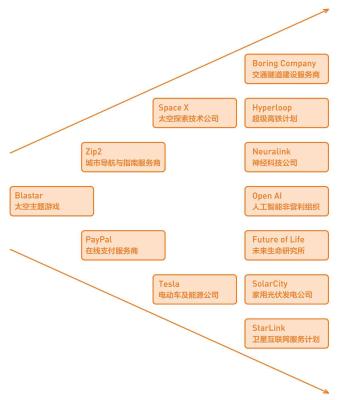 Boring Company
交通隧道建设服务商
Space X
太空探索技术公司
Hyperloop
超级高铁计划
Zip2
城市导航与指南服务商
Neuralink
神经科技公司
Blastar
太空主题游戏
Open AI
人工智能非营利组织
PayPal
在线支付服务商
Future of Life
未来生命研究所
Tesla
电动车及能源公司
SolarCity
家用光伏发电公司
StarLink
卫星互联网服务计划